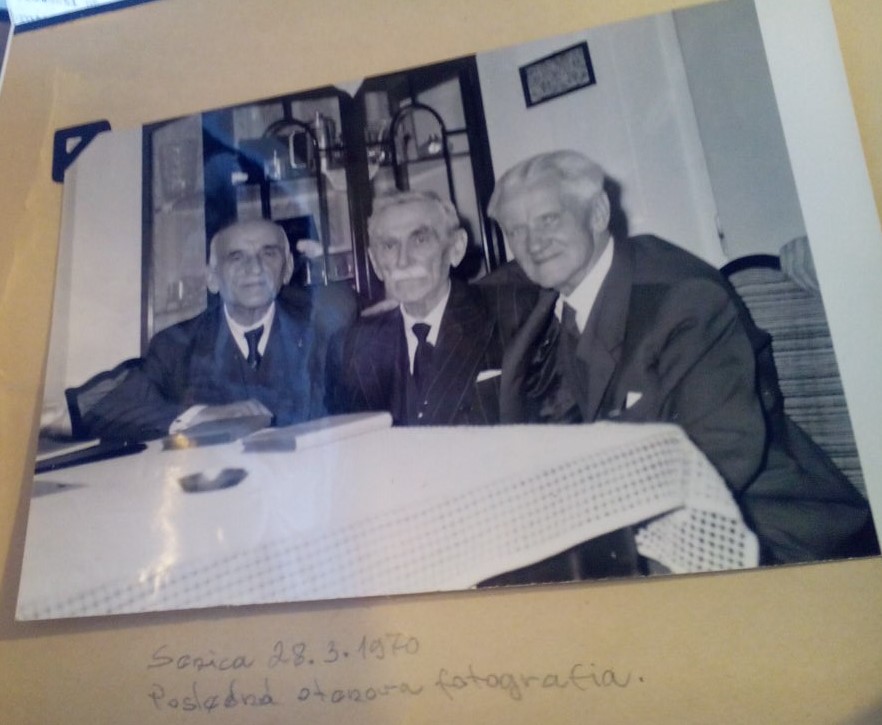 Senica 28.3.1970
Posledná otcova fotografia.